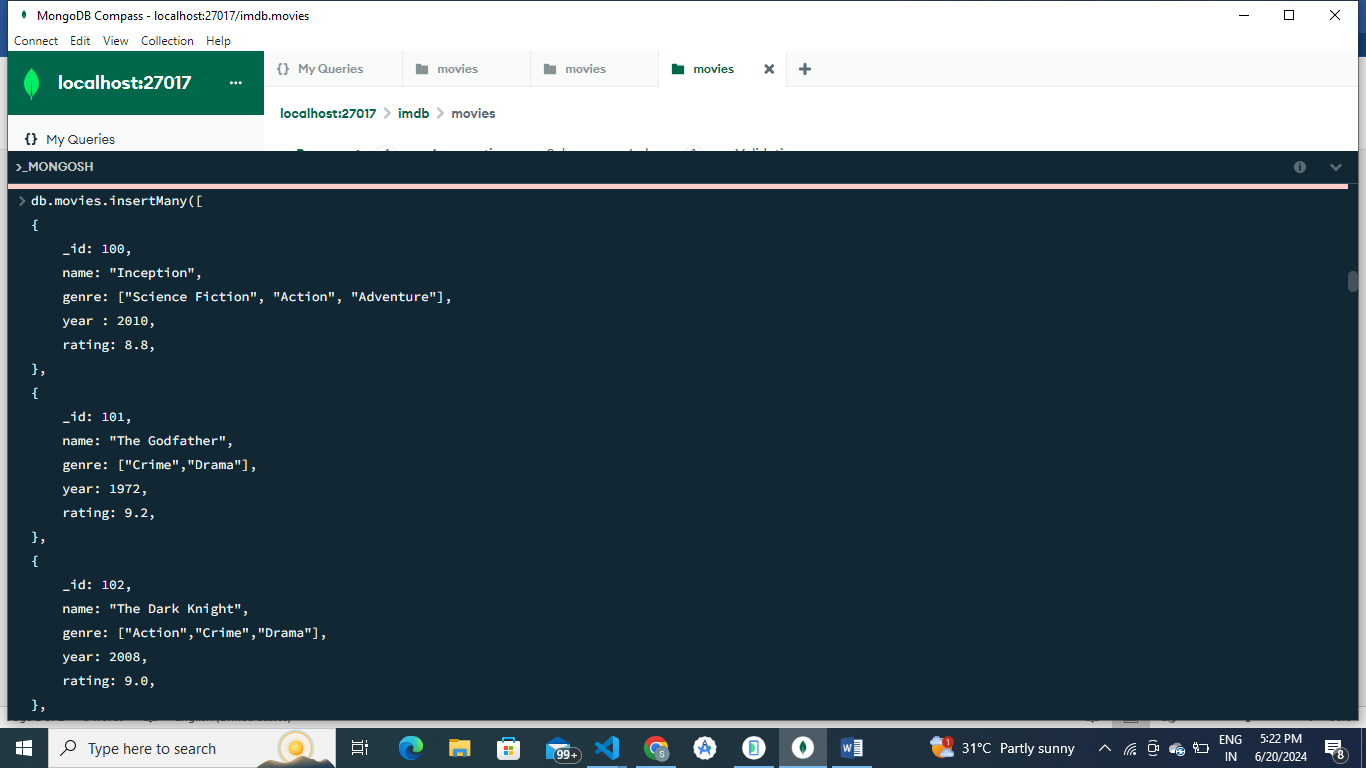 MongoDB Compass - localhost:27017/imdb.movies
Connect Edit View Collection Help
localhost:27017 ...
{} My Queries
movies
movies
movies
localhost:27017 > imdb > movies
{} My Queries
>_MONGOSH
> db.movies.insertMany([
{
_id: 100,
name: "Inception",
genre: ["Science Fiction", "Action", "Adventure"],
year : 2010,
rating: 8.8,
},
{
_id: 101,
name: "The Godfather",
genre: ["Crime","Drama"],
year: 1972,
rating: 9.2,
},
{
_id: 102,
name: "The Dark Knight",
genre: ["Action","Crime","Drama"],
year: 2008,
rating: 9.0,
},
Type here to search
99+
S
1
31°C Partly sunny
ENG
IN
5:22 PM
6/20/2024
8